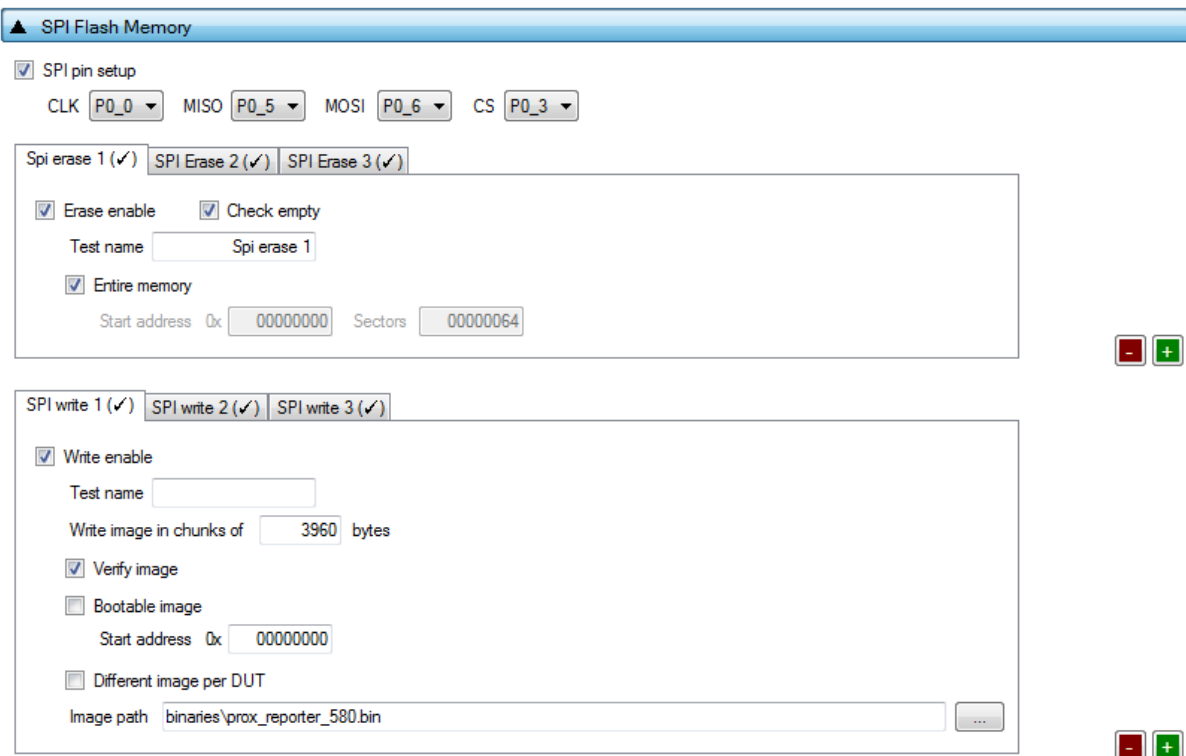 ▲ SPI Flash Memory
SPI pin setup
CLK P0_0 MISO P0_5 MOSI P0_6 CS P0_3
Spi erase 1 (✓) SPI Erase 2 (✓) SPI Erase 3 (✓)
Erase enable Check empty
Test name Spi erase 1
Entire memory
Start address 0x 00000000 Sectors 00000064
- +
SPI write 1 (✓) SPI write 2 (✓) SPI write 3 (✓)
Write enable
Test name
Write image in chunks of 3960 bytes
Verify image
Bootable image
Start address 0x 00000000
Different image per DUT
Image path binaries\prox_reporter_580.bin ...
- +